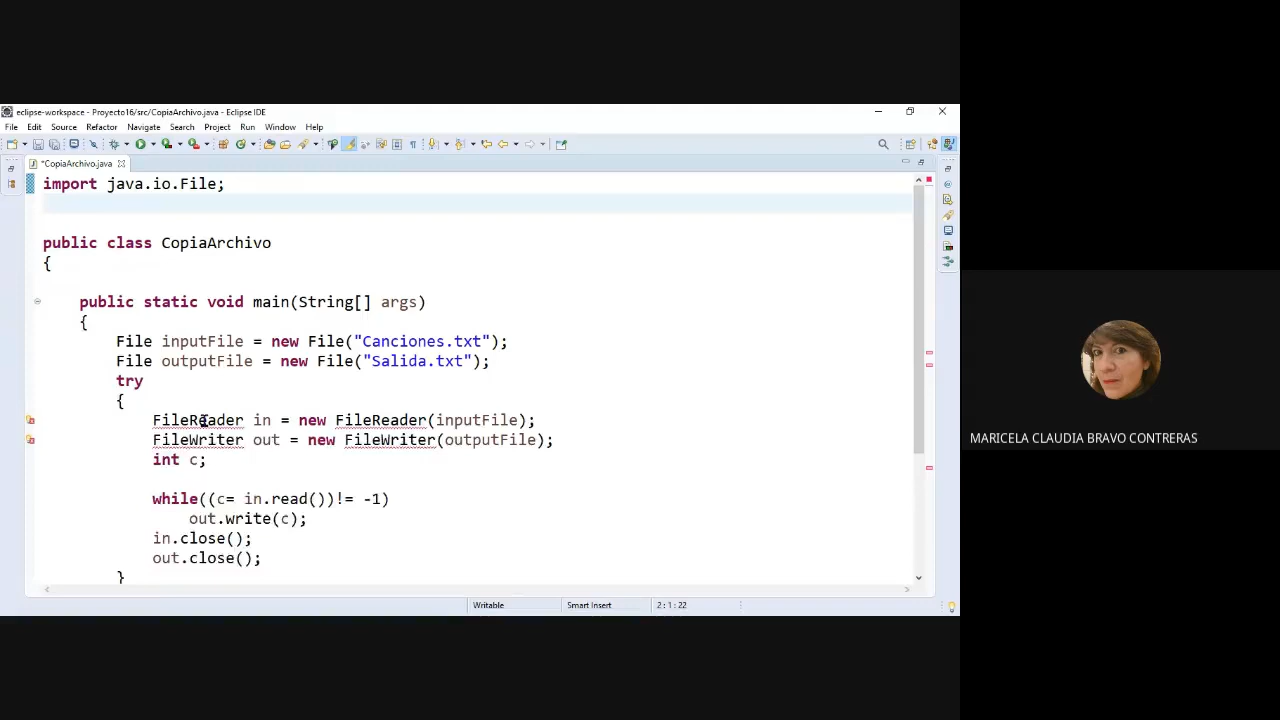 eclipse-workspace - Proyecto16/src/CopiaArchivo.java - Eclipse IDE
File Edit Source Refactor Navigate Search Project Run Window Help
*CopiaArchivo.java
import java.io.File;
public class CopiaArchivo
{
public static void main(String[] args)
{
File inputFile = new File("Canciones.txt");
File outputFile = new File("Salida.txt");
try
{
FileReader in = new FileReader(inputFile);
FileWriter out = new FileWriter(outputFile);
int c;
while((c= in.read())!= -1)
out.write(c);
in.close();
out.close();
}
Writable Smart Insert 2 : 1 : 22
MARICELA CLAUDIA BRAVO CONTRERAS